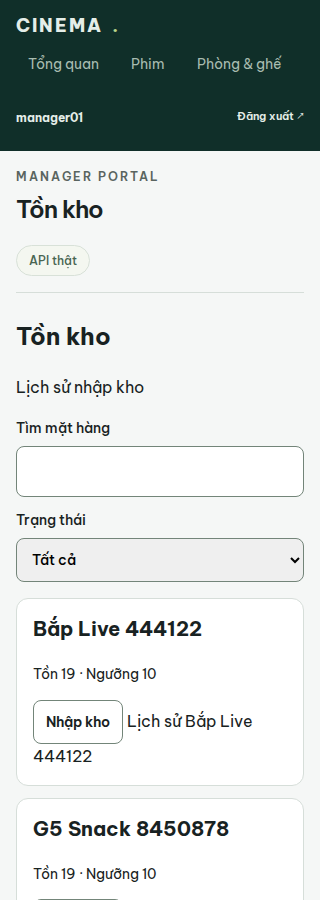 CINEMA .
Tổng quan Phim Phòng & ghế
manager01 Đăng xuất ↗
MANAGER PORTAL
Tồn kho
API thật
Tồn kho
Lịch sử nhập kho
Tìm mặt hàng
Trạng thái
Tất cả
Bắp Live 444122
Tồn 19 · Ngưỡng 10
Nhập kho Lịch sử Bắp Live
444122
G5 Snack 8450878
Tồn 19 · Ngưỡng 10